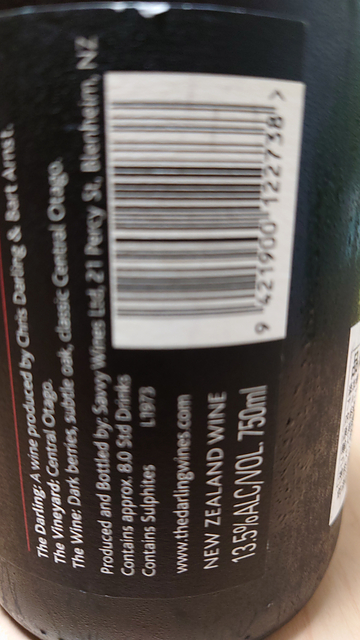 The Darling: A wine produced by Chris Darling & Bart Arnst.
The Vineyard: Central Otago.
The Wine: Dark berries, subtle oak, classic Central Otago.
Produced and Bottled by: Savvy Wines Ltd, 21 Percy St, Blenheim, NZ
Contains approx. 8.0 Std Drinks
Contains Sulphites L1973
www.thedarlingwines.com
NEW ZEALAND WINE
13.5%ALC/VOL. 750ml
9 421900 122738 >